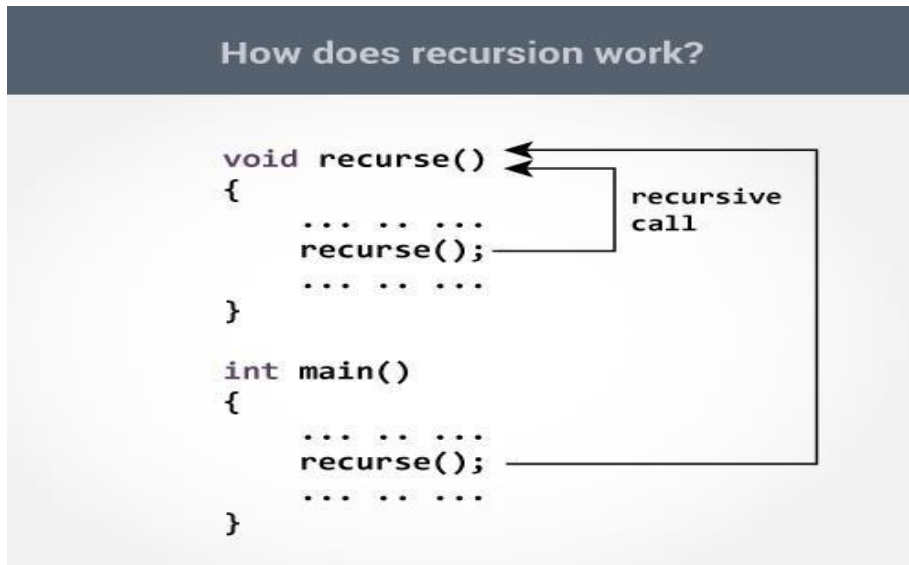 How does recursion work?
void recurse()
{
... .. ...
recurse();
... .. ...
}
recursive
call
int main()
{
... .. ...
recurse();
... .. ...
}